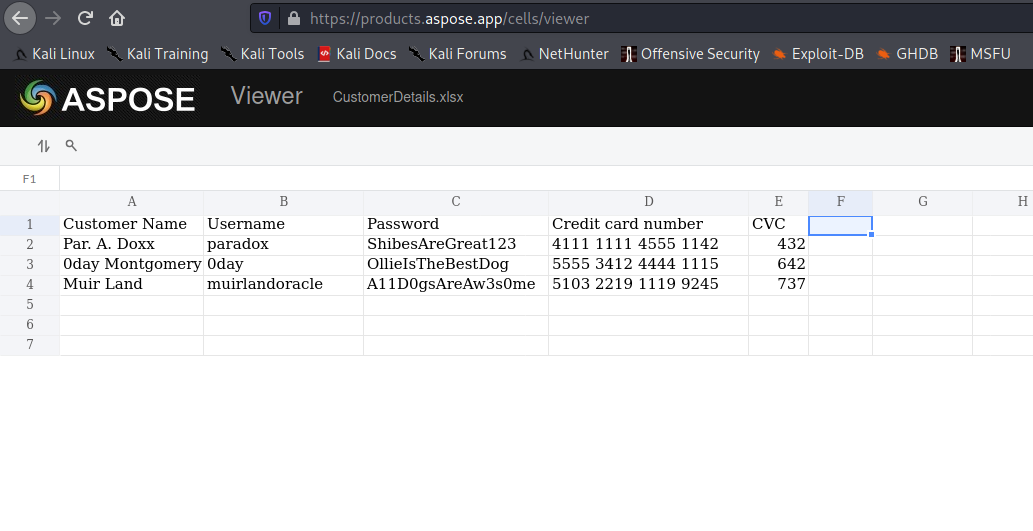 https://products.aspose.app/cells/viewer
Kali Linux Kali Training Kali Tools Kali Docs Kali Forums NetHunter Offensive Security Exploit-DB GHDB MSFU
ASPOSE Viewer CustomerDetails.xlsx
F1
A B C D E F G H
1 Customer Name Username Password Credit card number CVC
2 Par. A. Doxx paradox ShibesAreGreat123 4111 1111 4555 1142 432
3 0day Montgomery 0day OllieIsTheBestDog 5555 3412 4444 1115 642
4 Muir Land muirlandoracle A11D0gsAreAw3s0me 5103 2219 1119 9245 737
5
6
7